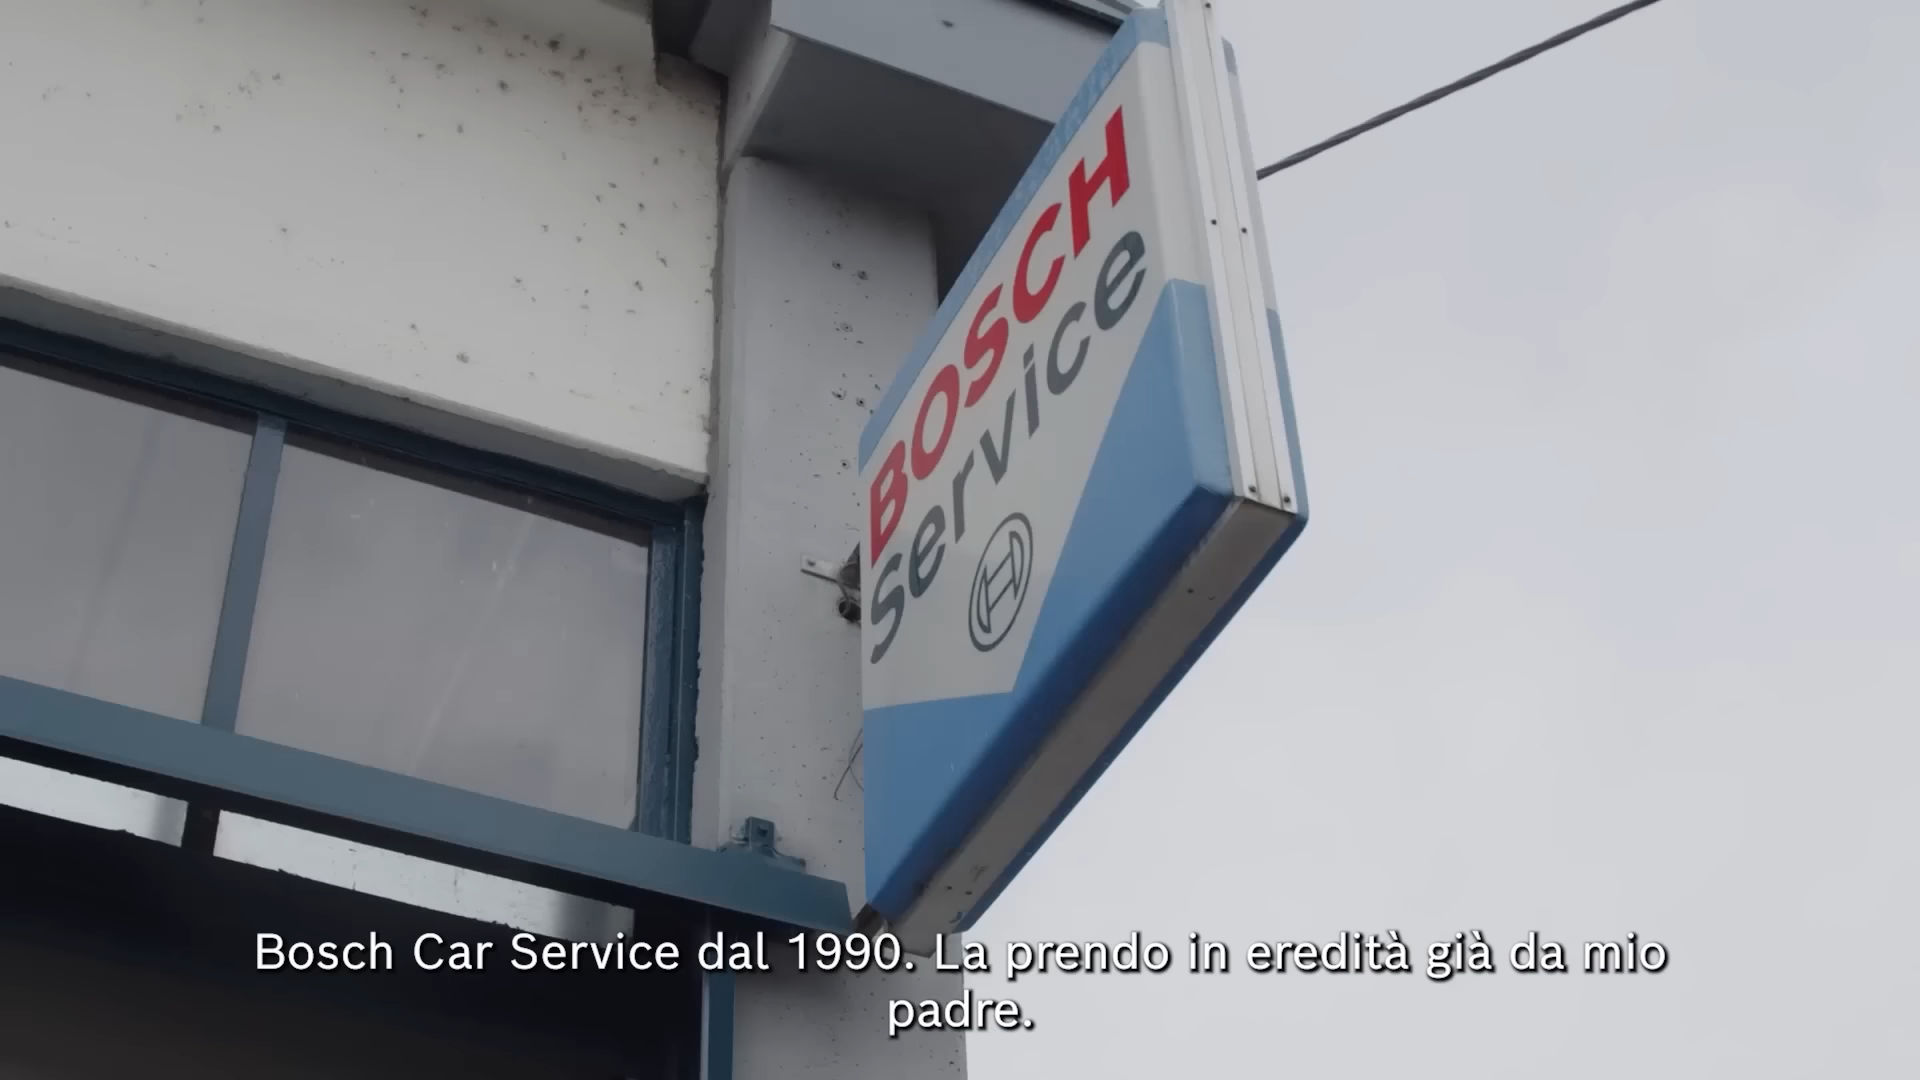 BOSCH
service
Bosch Car Service dal 1990. La prendo in eredità già da mio
padre.